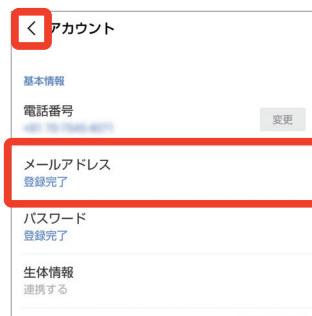 アカウント
基本情報
電話番号
変更
メールアドレス
登録完了
パスワード
登録完了
生体情報
連携する